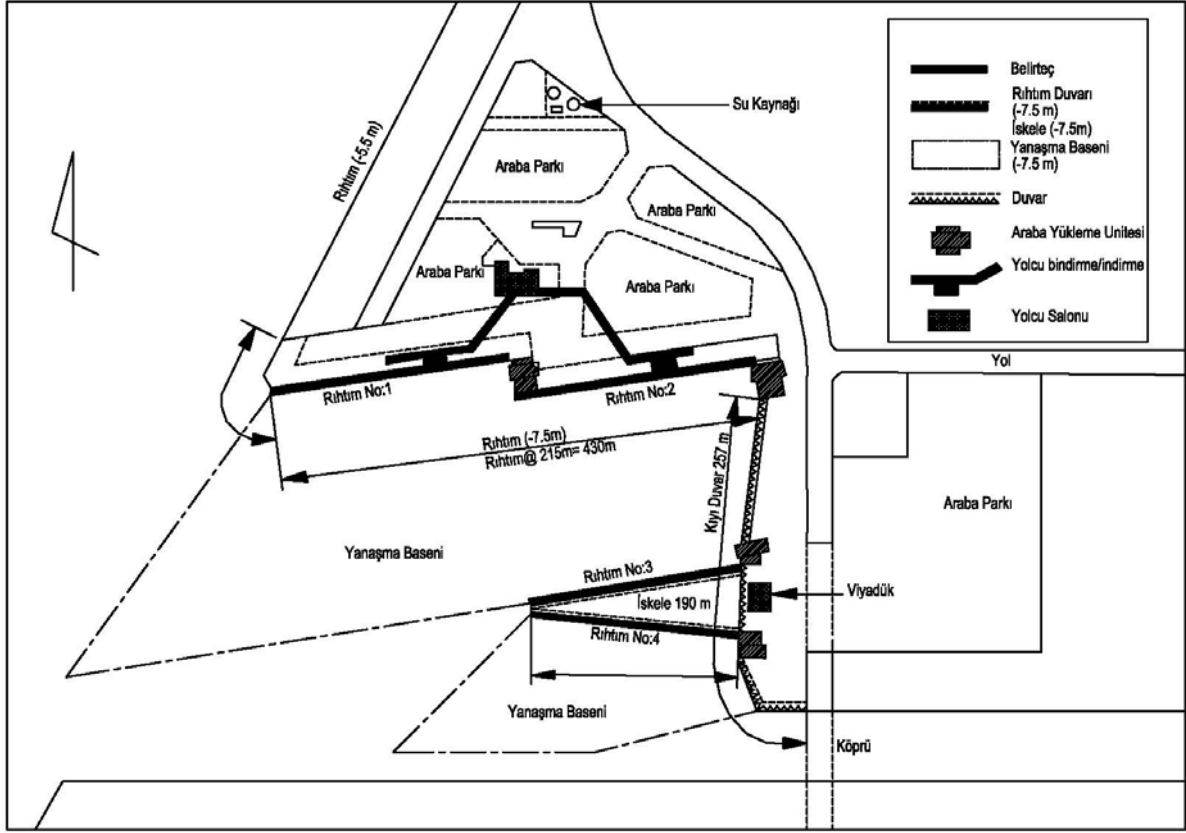 Belirteç
Rıhtım Duvarı
(-7.5 m)
İskele (-7.5m)
Yanaşma Baseni
(-7.5 m)
Duvar
Araba Yükleme Unitesi
Yolcu bindirme/indirme
Yolcu Salonu
Su Kaynağı
Rıhtım (-5.5 m)
Araba Parkı
Araba Parkı
Araba Parkı
Araba Parkı
Yol
Rıhtım No:1
Rıhtım No:2
Rıhtım (-7.5m)
Rıhtım@ 215m= 430m
Kıyı Duvar 257 m
Araba Parkı
Yanaşma Baseni
Rıhtım No:3
İskele 190 m
Viyadük
Rıhtım No:4
Yanaşma Baseni
Köprü